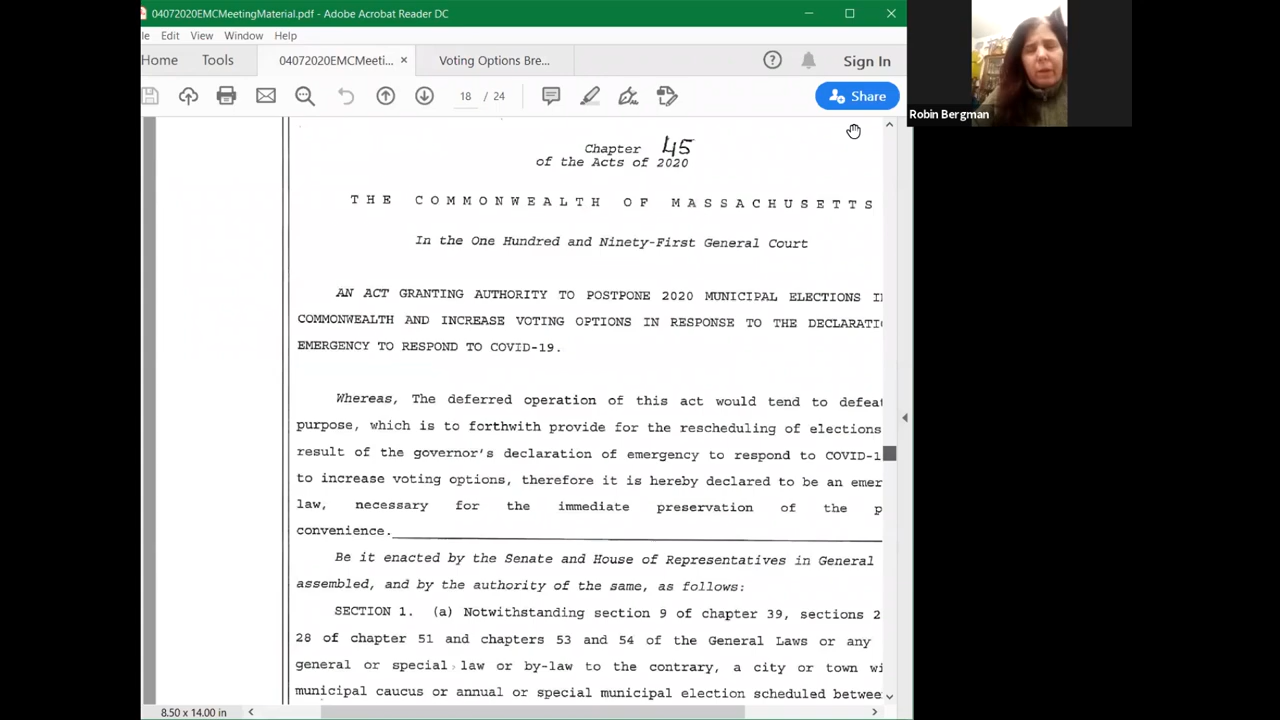 04072020EMCMeetingMaterial.pdf - Adobe Acrobat Reader DC
le Edit View Window Help
Home Tools 04072020EMCMeeti... × Voting Options Bre... ? Sign In
18 / 24 Share
Robin Bergman
Chapter 45
of the Acts of 2020
THE COMMONWEALTH OF MASSACHUSETTS
In the One Hundred and Ninety-First General Court
AN ACT GRANTING AUTHORITY TO POSTPONE 2020 MUNICIPAL ELECTIONS I
COMMONWEALTH AND INCREASE VOTING OPTIONS IN RESPONSE TO THE DECLARATI
EMERGENCY TO RESPOND TO COVID-19.
Whereas, The deferred operation of this act would tend to defeat
purpose, which is to forthwith provide for the rescheduling of elections
result of the governor's declaration of emergency to respond to COVID-1
to increase voting options, therefore it is hereby declared to be an emer
law, necessary for the immediate preservation of the p
convenience.
Be it enacted by the Senate and House of Representatives in General
assembled, and by the authority of the same, as follows:
SECTION 1. (a) Notwithstanding section 9 of chapter 39, sections 2
28 of chapter 51 and chapters 53 and 54 of the General Laws or any
general or special law or by-law to the contrary, a city or town wi
municipal caucus or annual or special municipal election scheduled betwee
8.50 x 14.00 in